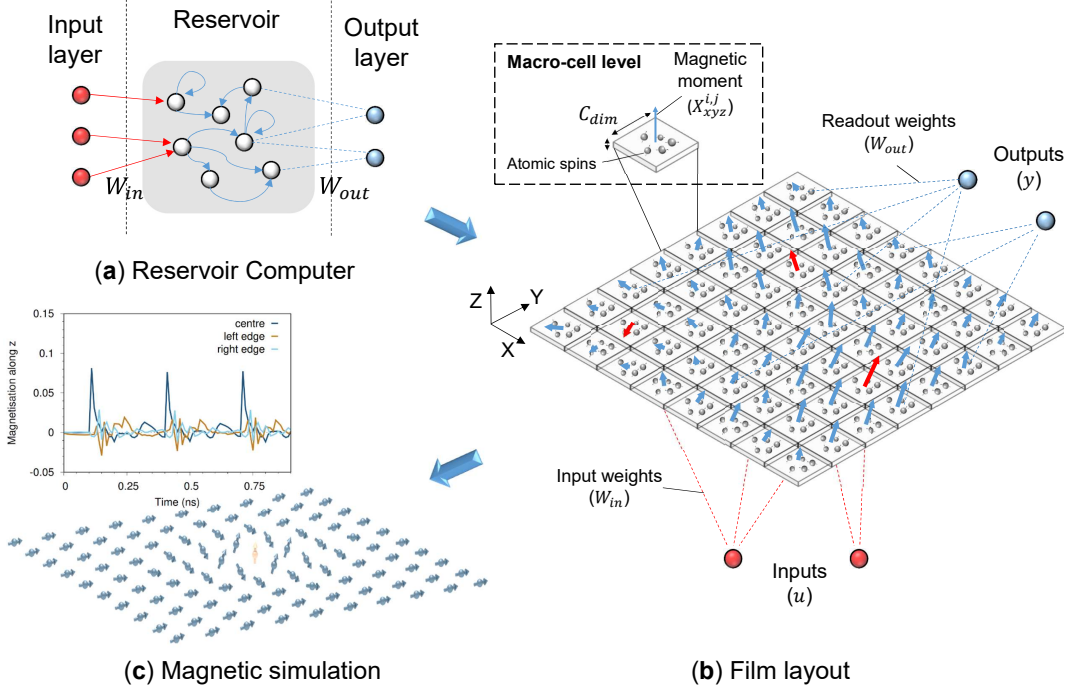 Input
layer
Reservoir
Output
layer
W_in
W_out
(a) Reservoir Computer
Macro-cell level
Magnetic
moment
(X_{xyz}^{i,j})
C_dim
Atomic spins
Readout weights
(W_out)
Outputs
(y)
Z
Y
X
Input weights
(W_in)
Inputs
(u)
(b) Film layout
0.15
0.1
0.05
0
-0.05
Magnetisation along z
centre
left edge
right edge
0
0.25
0.5
0.75
Time (ns)
(c) Magnetic simulation